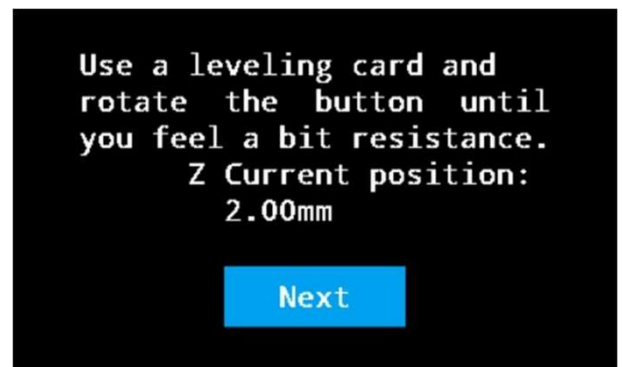 Use a leveling card and
rotate the button until
you feel a bit resistance.
Z Current position:
2.00mm
Next